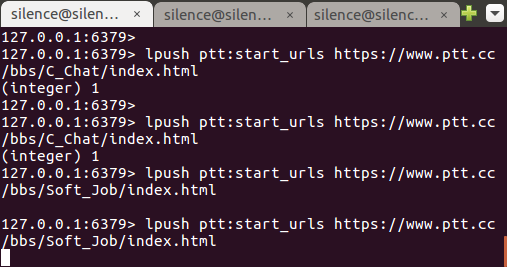 silence@silen... × silence@silen... × silence@silenc... ×
127.0.0.1:6379>
127.0.0.1:6379> lpush ptt:start_urls https://www.ptt.cc
/bbs/C_Chat/index.html
(integer) 1
127.0.0.1:6379>
127.0.0.1:6379> lpush ptt:start_urls https://www.ptt.cc
/bbs/C_Chat/index.html
(integer) 1
127.0.0.1:6379> lpush ptt:start_urls https://www.ptt.cc
/bbs/Soft_Job/index.html
127.0.0.1:6379> lpush ptt:start_urls https://www.ptt.cc
/bbs/Soft_Job/index.html